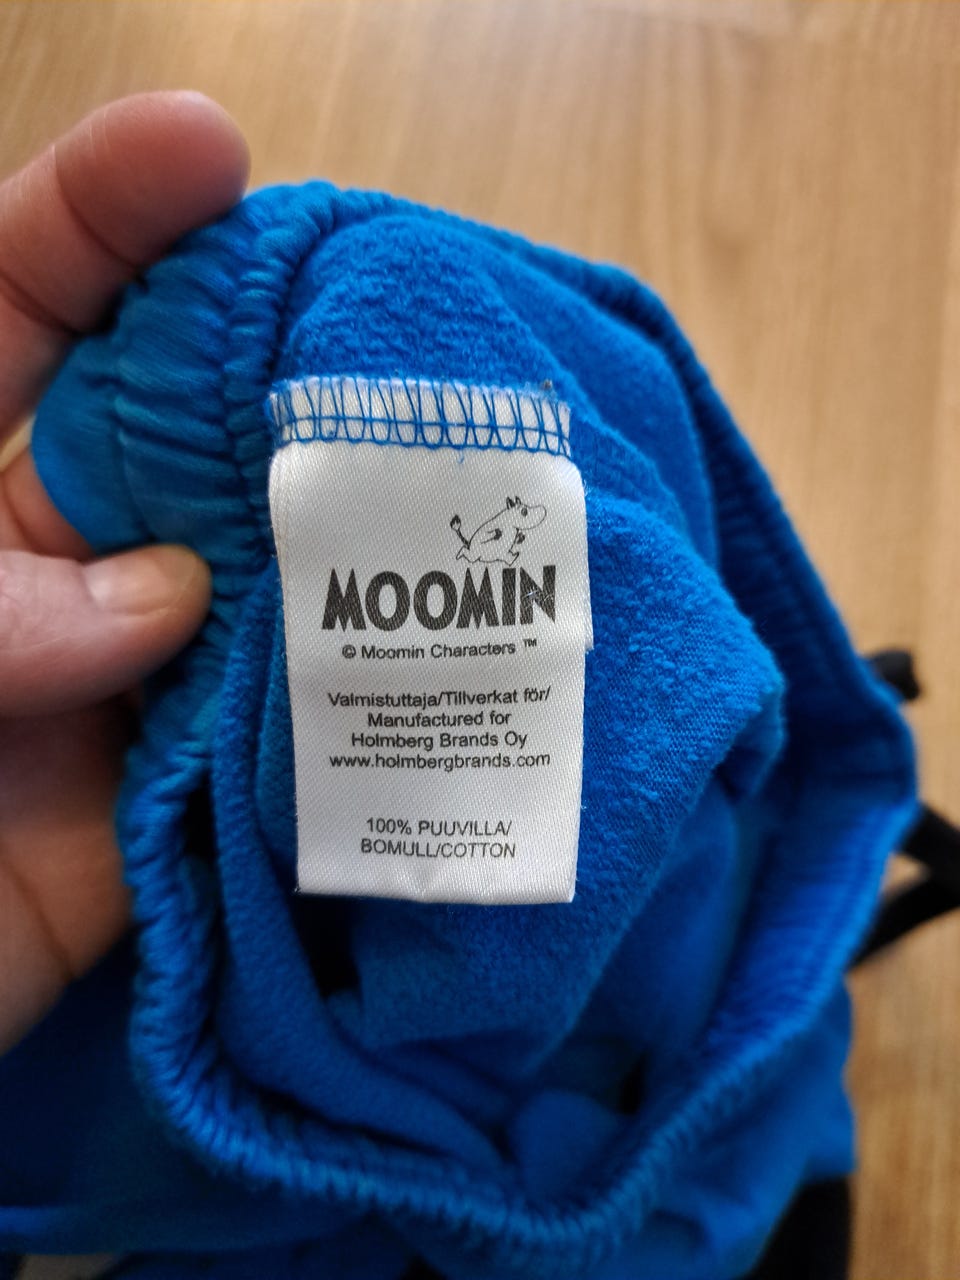 MOOMIN
© Moomin Characters ™
Valmistuttaja/Tillverkat för/
Manufactured for
Holmberg Brands Oy
www.holmbergbrands.com
100% PUUVILLA/
BOMULL/COTTON